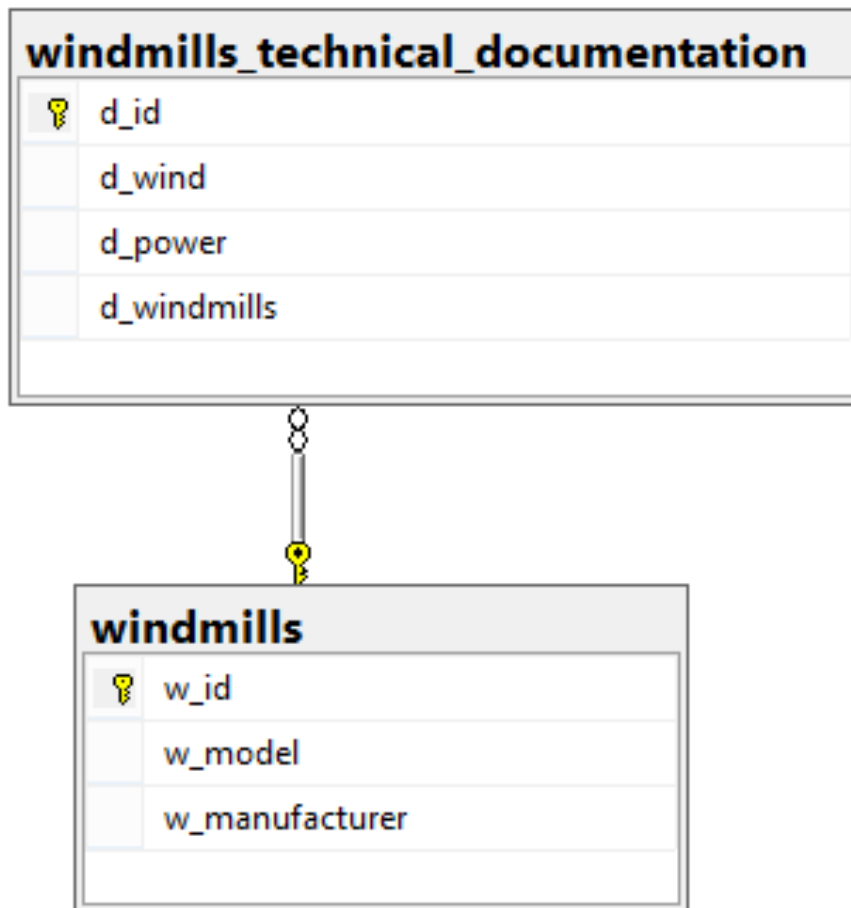 windmills_technical_documentation
d_id
d_wind
d_power
d_windmills
windmills
w_id
w_model
w_manufacturer